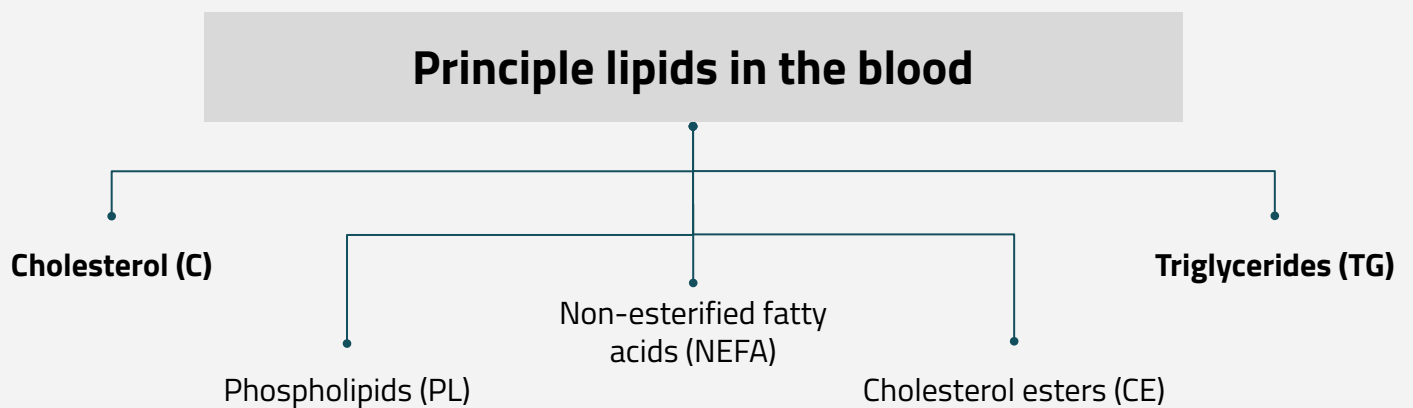 Principle lipids in the blood
Cholesterol (C)
Triglycerides (TG)
Non-esterified fatty
acids (NEFA)
Phospholipids (PL)
Cholesterol esters (CE)